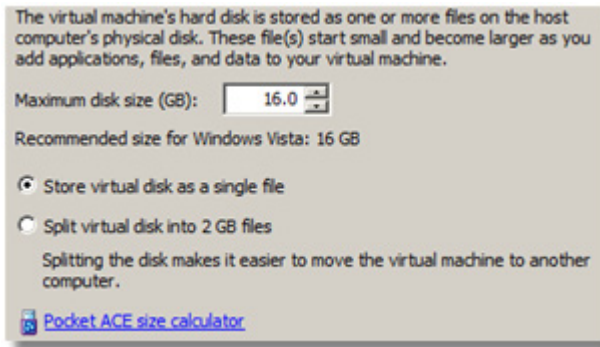 The virtual machine's hard disk is stored as one or more files on the host
computer's physical disk. These file(s) start small and become larger as you
add applications, files, and data to your virtual machine.
Maximum disk size (GB): 16.0
Recommended size for Windows Vista: 16 GB
Store virtual disk as a single file
Split virtual disk into 2 GB files
Splitting the disk makes it easier to move the virtual machine to another
computer.
Pocket ACE size calculator